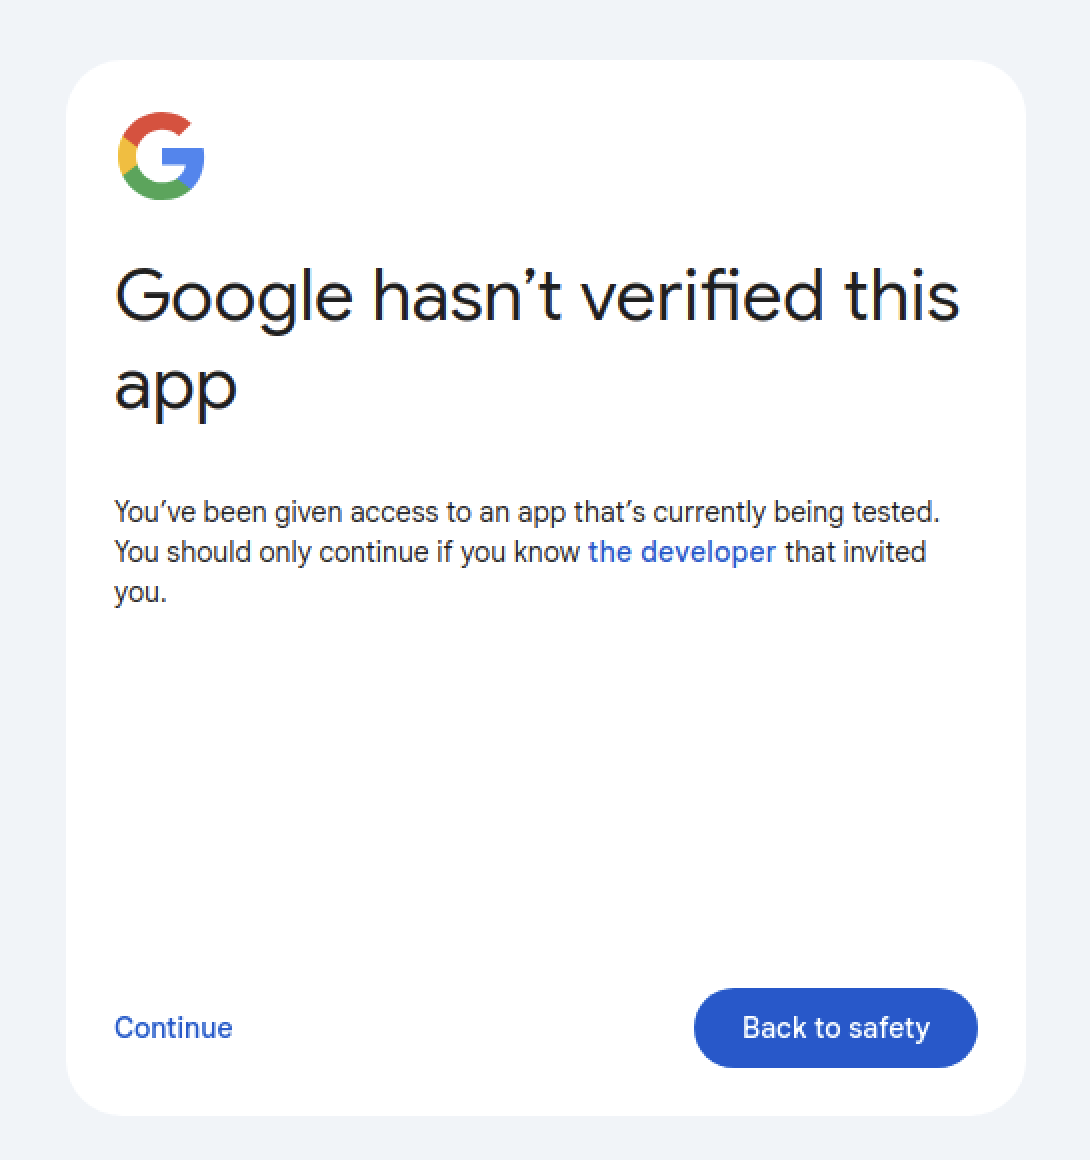 Google hasn’t verified this
app
You’ve been given access to an app that’s currently being tested.
You should only continue if you know the developer that invited
you.
Continue
Back to safety